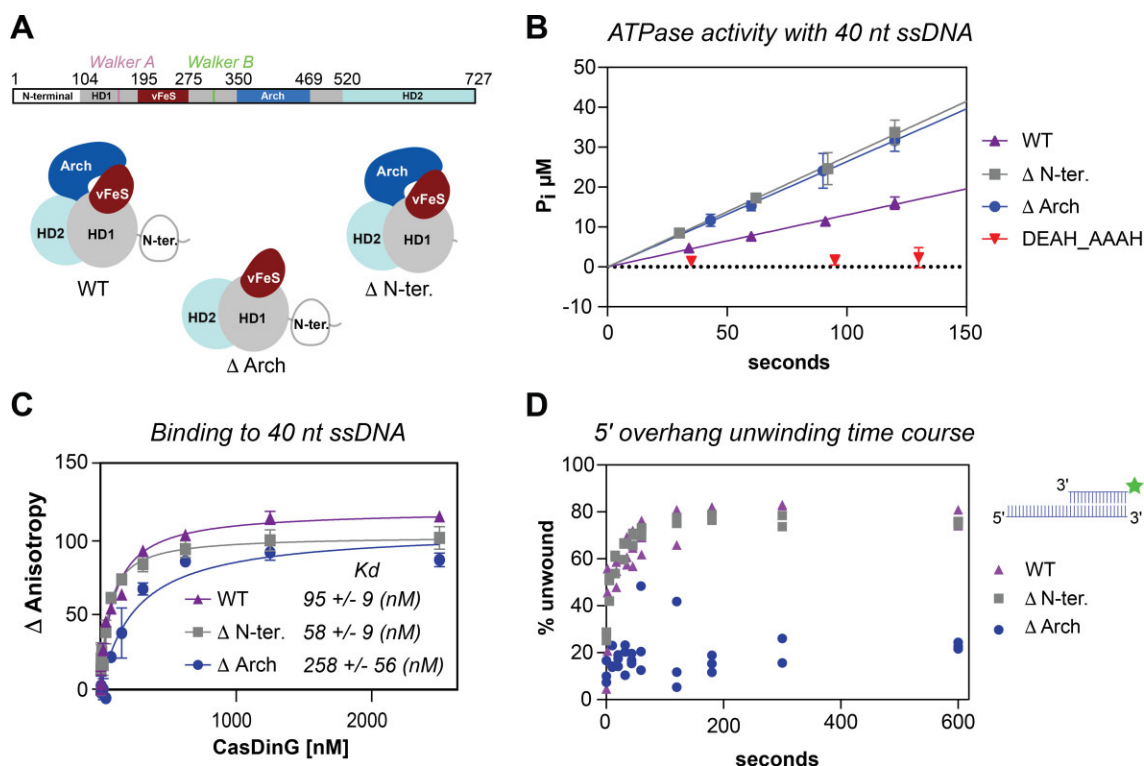 A
Walker A Walker B
1 104 195 275 350 469 520 727
N-terminal HD1 vFeS Arch HD2
Arch
vFeS
HD2 HD1 N-ter.
WT
Arch
vFeS
HD2 HD1
Δ N-ter.
vFeS
HD2 HD1 N-ter.
Δ Arch
B
ATPase activity with 40 nt ssDNA
Pi µM
50
40
30
20
10
0
-10
0 50 100 150
seconds
WT
Δ N-ter.
Δ Arch
DEAH_AAAH
C
Binding to 40 nt ssDNA
Δ Anisotropy
150
100
50
0
1000 2000
CasDinG [nM]
Kd
WT 95 +/- 9 (nM)
Δ N-ter. 58 +/- 9 (nM)
Δ Arch 258 +/- 56 (nM)
D
5' overhang unwinding time course
% unwound
100
80
60
40
20
0
0 200 400 600
seconds
3'
5' 3'
WT
Δ N-ter.
Δ Arch